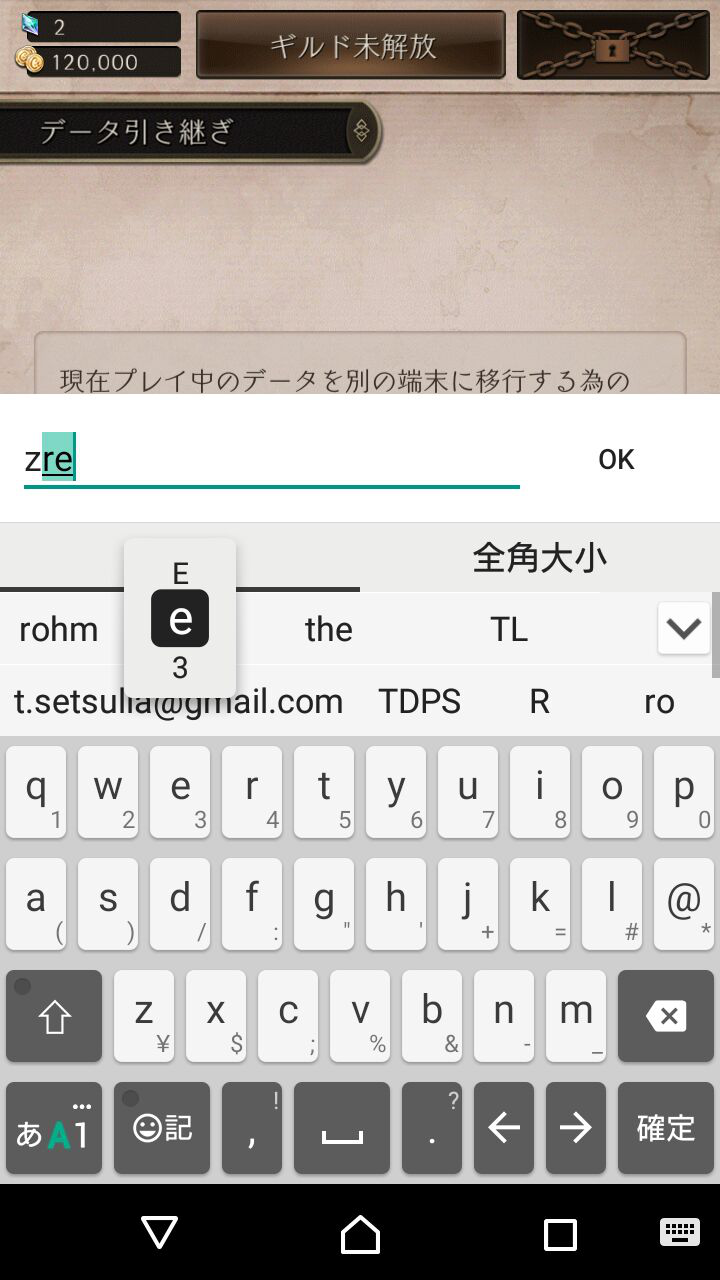 2
120,000
ギルド未解放
データ引き継ぎ
現在プレイ中のデータを別の端末に移行する為の
zre
OK
E
e
3
全角大小
rohm the TL
t.setsulla@gmail.com TDPS R ro
q 1 w 2 e 3 r 4 t 5 y 6 u 7 i 8 o 9 p 0
a ( s ) d / f : g " h ' j + k = l # @ *
z ¥ x $ c ; v % b & n - m _
あA1 ... 記 , ! . ? ← → 確定